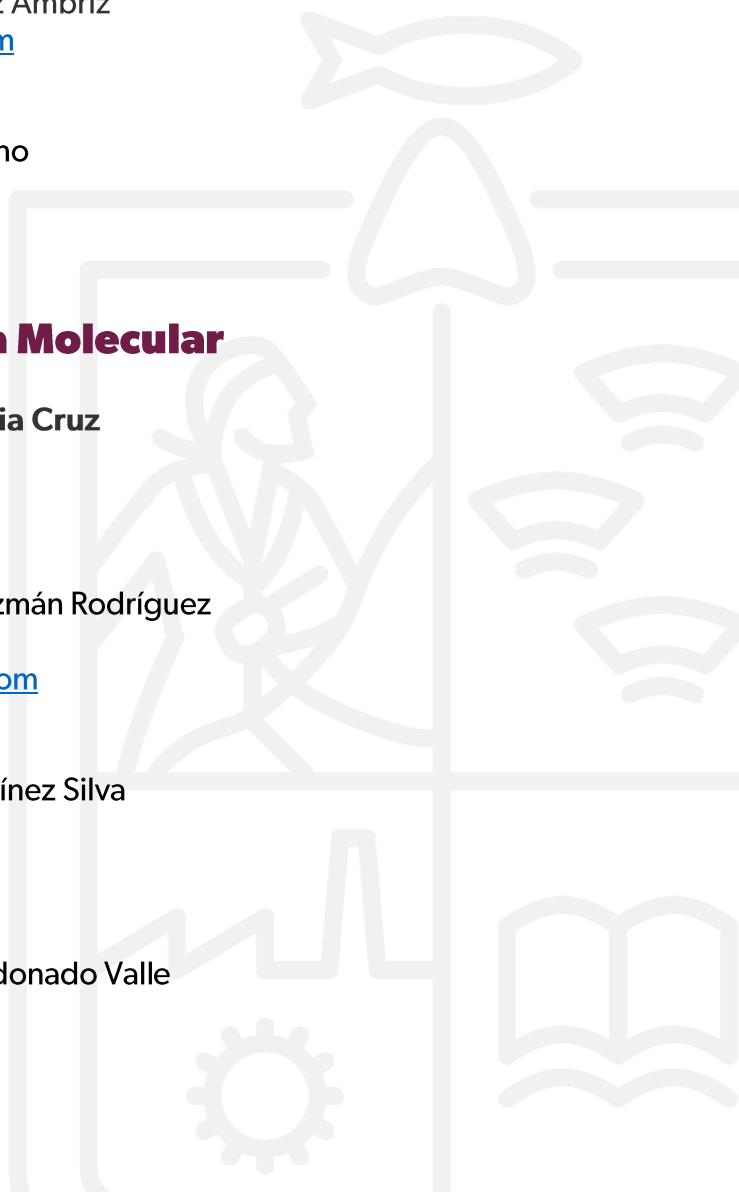 z Ambriz
m
no
a Molecular
ia Cruz
zmán Rodríguez
om
ínez Silva
donado Valle